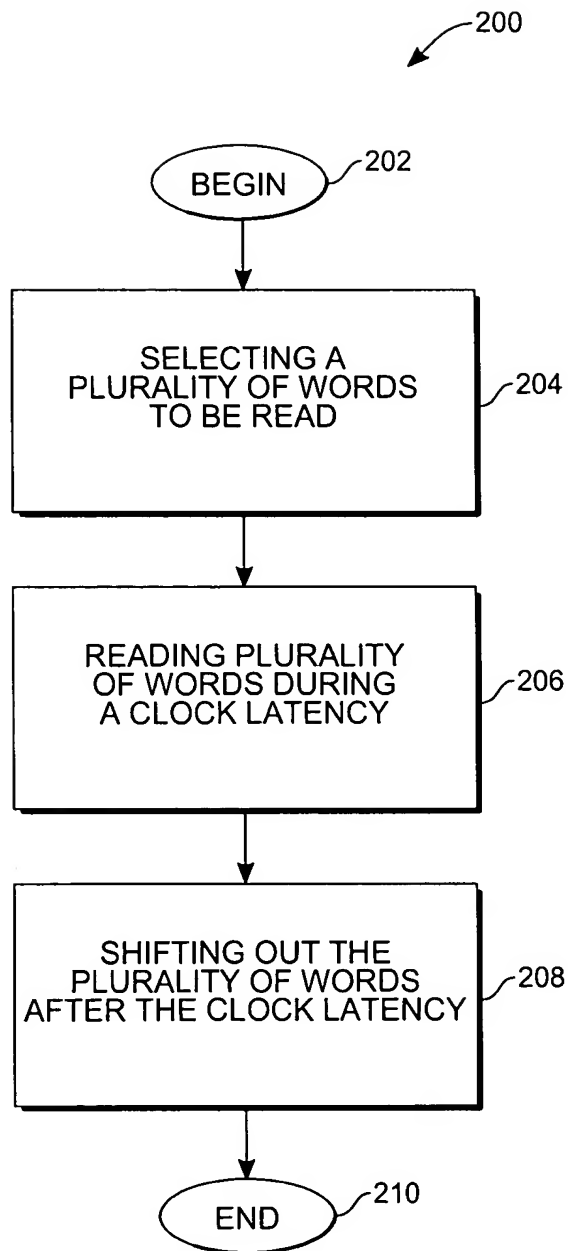 200
BEGIN
202
SELECTING A
PLURALITY OF WORDS
TO BE READ
204
READING PLURALITY
OF WORDS DURING
A CLOCK LATENCY
206
SHIFTING OUT THE
PLURALITY OF WORDS
AFTER THE CLOCK LATENCY
208
END
210